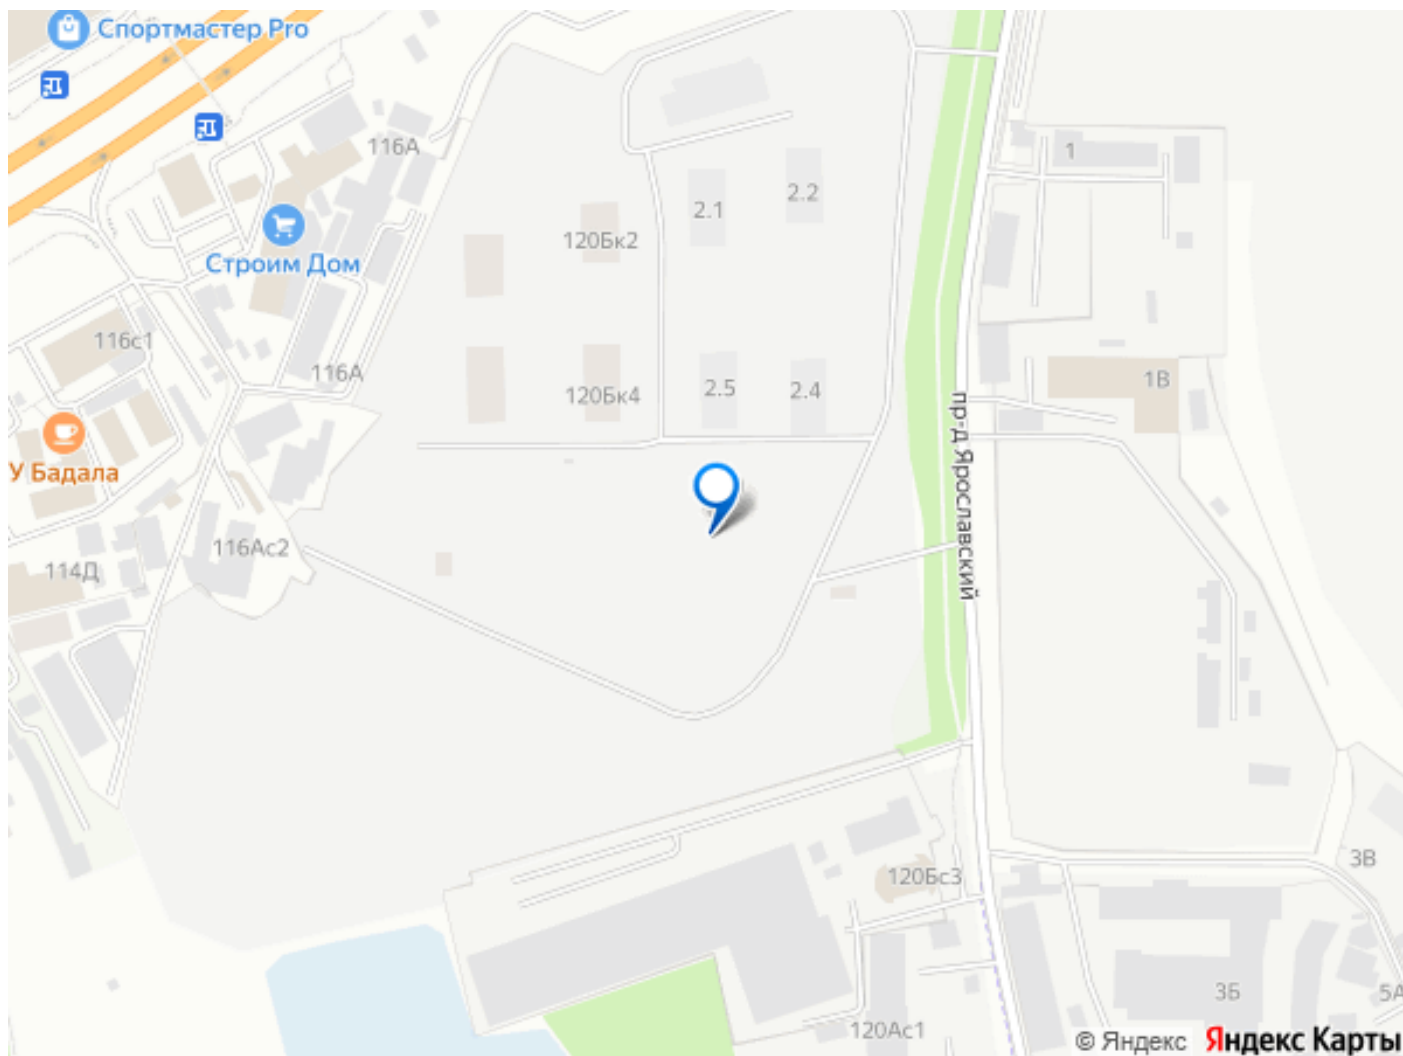 Спортмастер Pro
116А
1
2.2
2.1
120Бк2
Строим Дом
116с1
116А
120Бк4
2.5
2.4
1В
пр-д Ярославский
У Бадала
116Ас2
114Д
3В
120Бс3
3Б
5А
120Ас1
© Яндекс Яндекс Карты